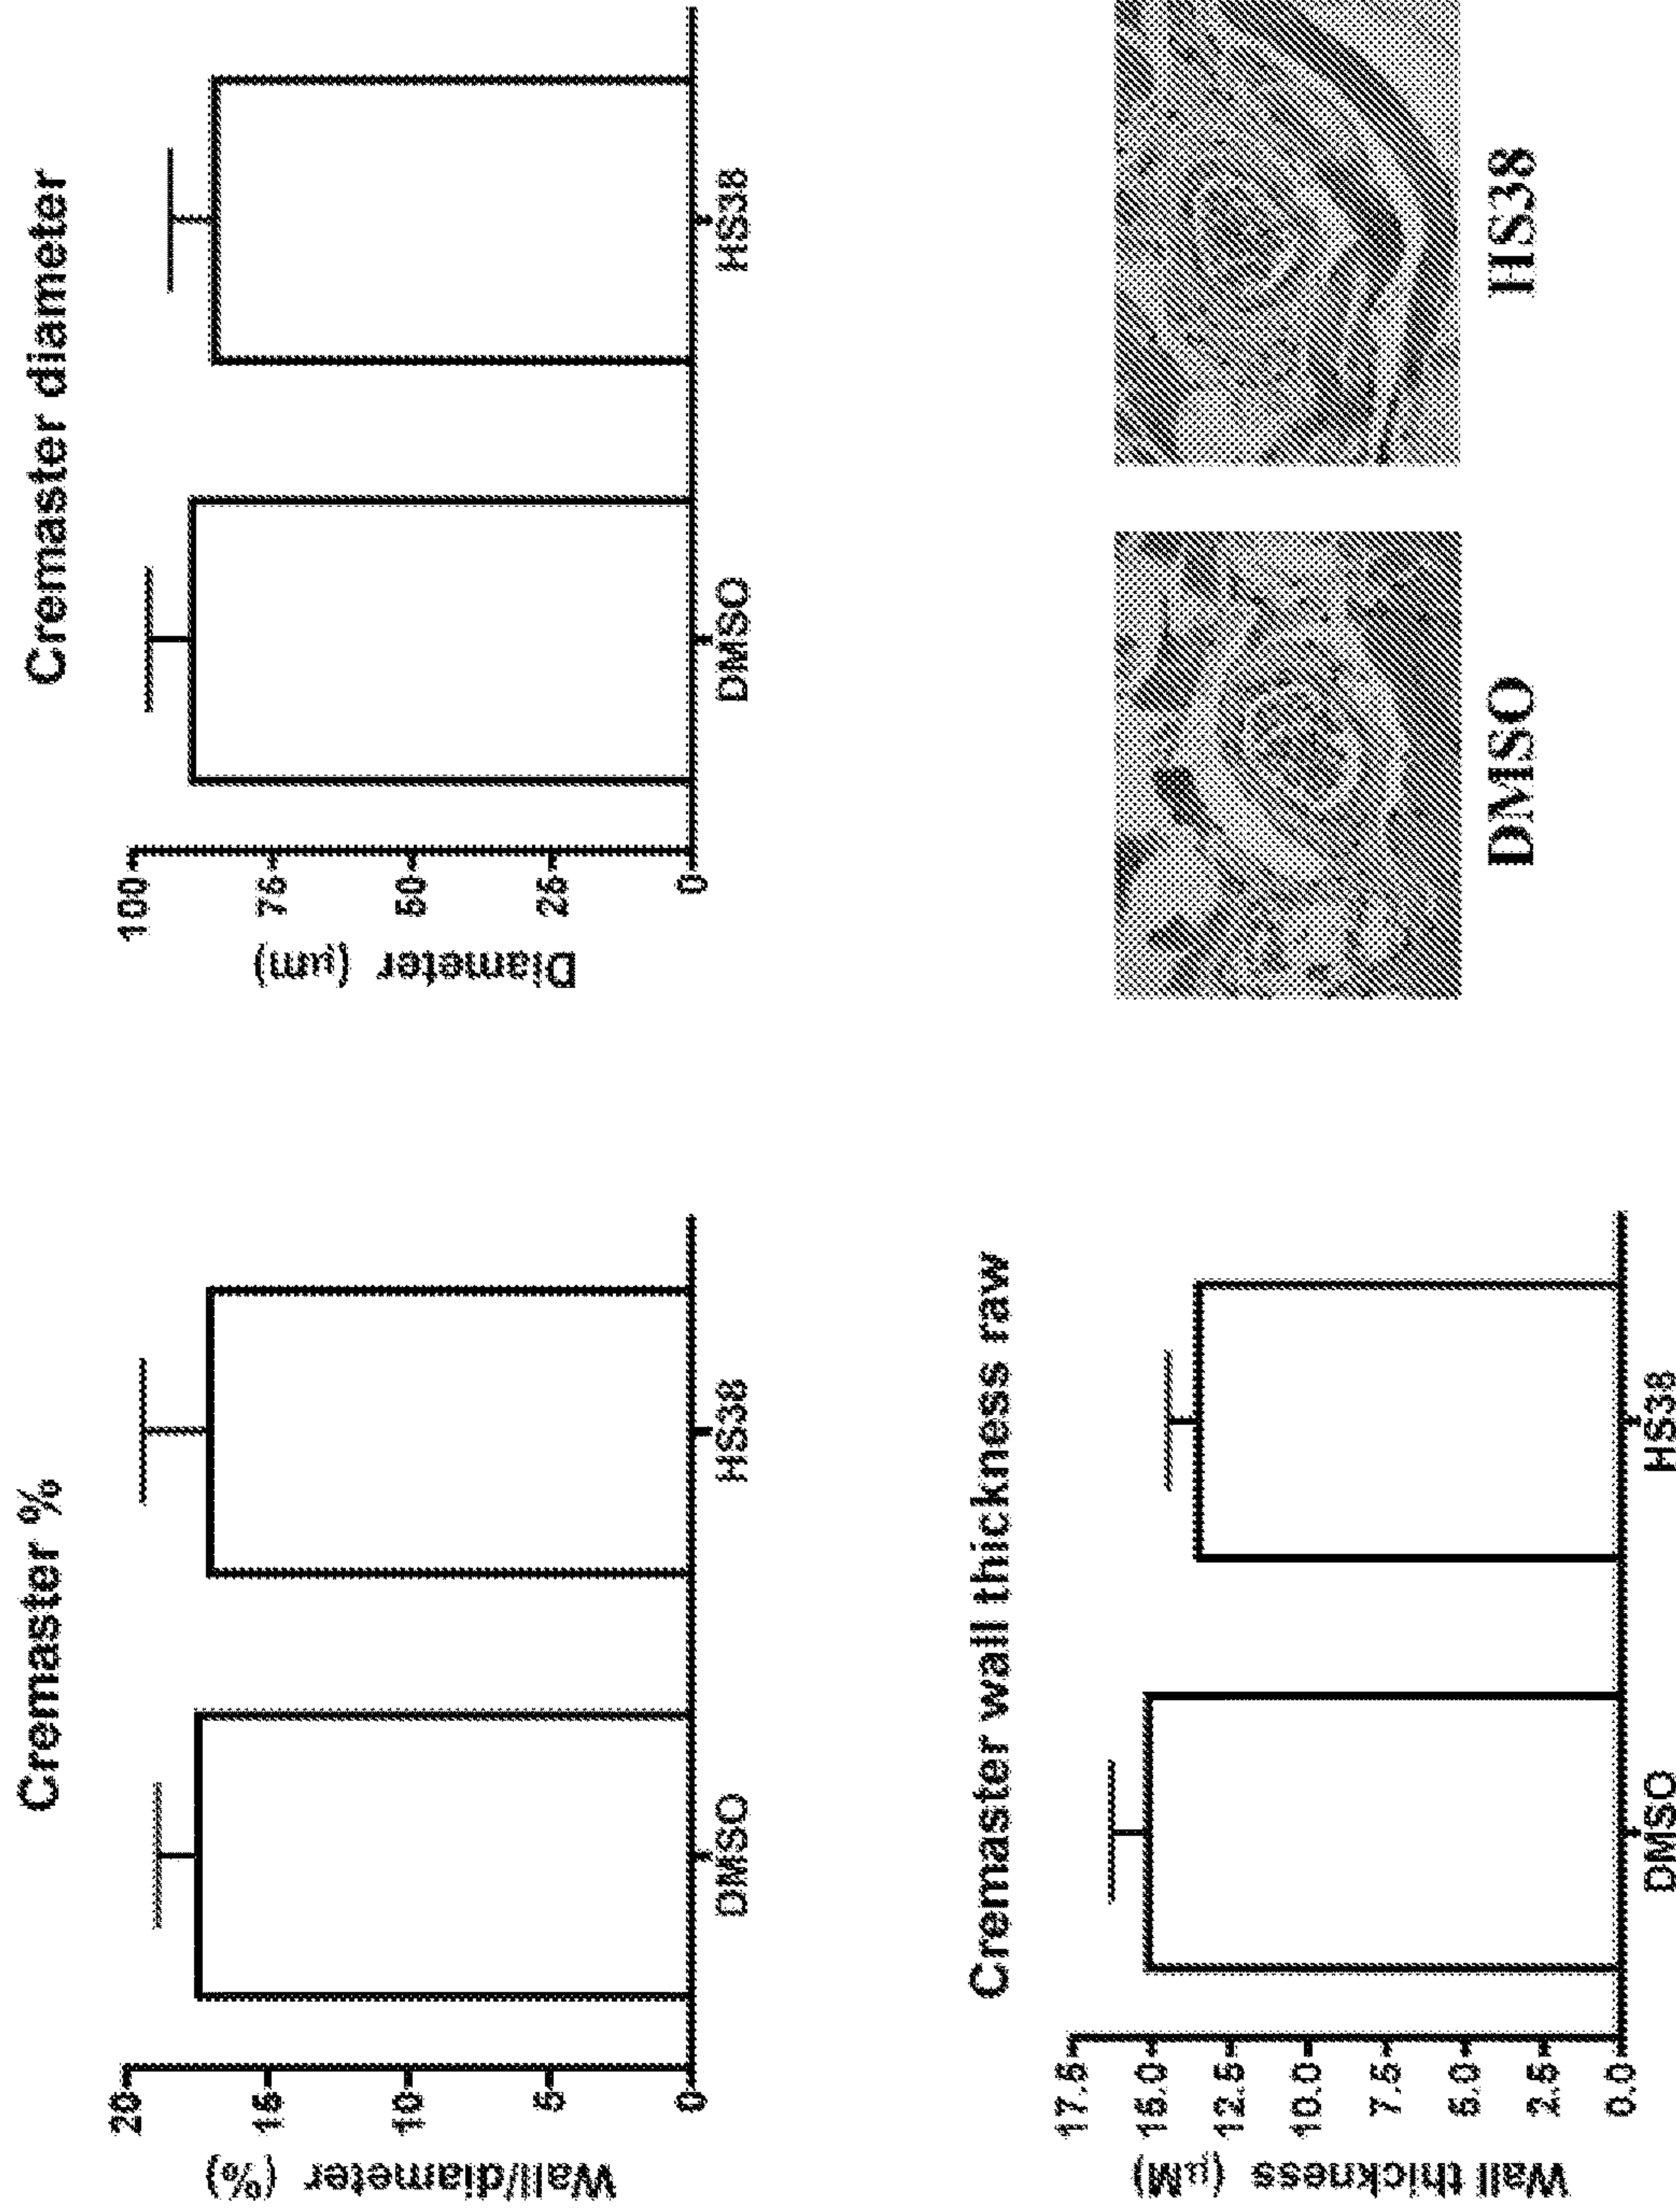 Cremaster %
Wall/diameter (%)
20
15
10
5
0
DMSO
HS38
Cremaster diameter
Diameter (μm)
100
75
50
25
0
DMSO
HS38
Cremaster wall thickness raw
Wall thickness (μM)
17.5
15.0
12.5
10.0
7.5
5.0
2.5
0.0
DMSO
HS38
DMSO
HS38